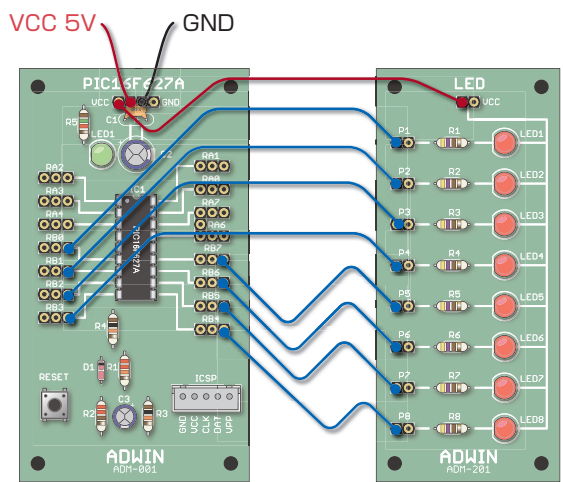 VCC 5V
GND
PIC16F627A
VCC
GND
C1
R5
LED1
C2
RA2
RA3
RA4
RB0
RB1
RB2
RB3
IC1
PIC16F627A
RA1
RA0
RA7
RA6
RB7
RB6
RB5
RB4
R4
D1
R1
RESET
R2
C3
R3
ICSP
GND
VCC
CLK
DAT
VPP
ADWIN
ADM-001
LED
VCC
P1
R1
LED1
P2
R2
LED2
P3
R3
LED3
P4
R4
LED4
P5
R5
LED5
P6
R6
LED6
P7
R7
LED7
P8
R8
LED8
ADWIN
ADM-201